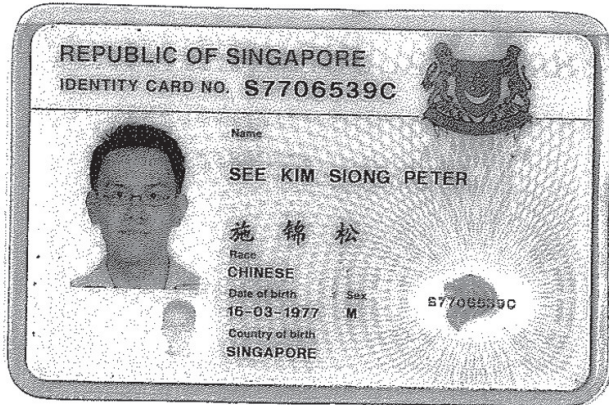 REPUBLIC OF SINGAPORE
IDENTITY CARD NO. S7706539C
Name
SEE KIM SIONG PETER
施 锦 松
Race
CHINESE
Date of birth Sex
16-03-1977 M
S7706539C
Country of birth
SINGAPORE